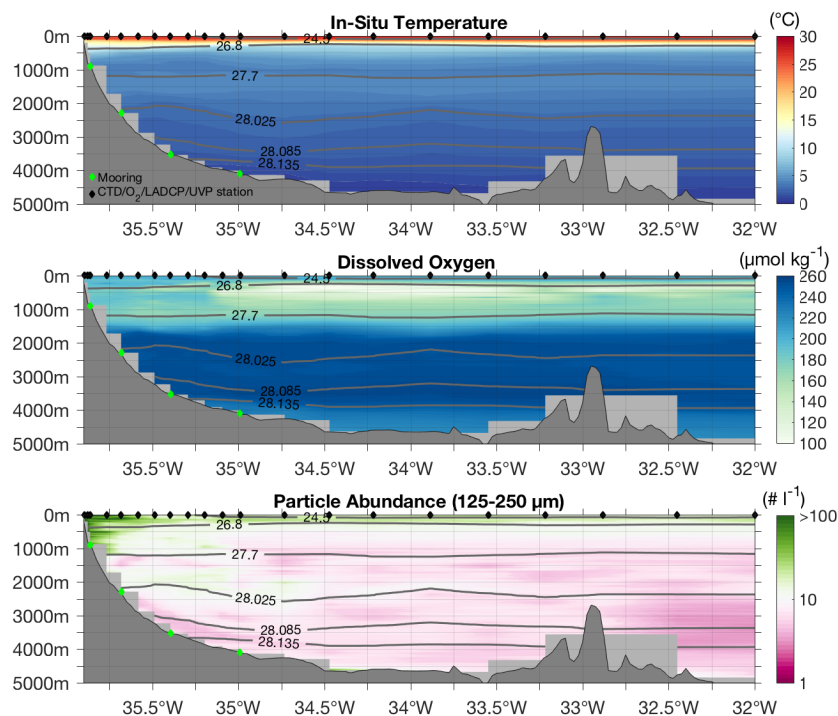 In-Situ Temperature
(°C)
0m
1000m
2000m
3000m
4000m
5000m
24.5
26.8
27.7
28.025
28.085
28.135
Mooring
CTD/O2/LADCP/UVP station
35.5°W 35°W 34.5°W 34°W 33.5°W 33°W 32.5°W 32°W
30
25
20
15
10
5
0
Dissolved Oxygen
(μmol kg-1)
0m
1000m
2000m
3000m
4000m
5000m
24.5
26.8
27.7
28.025
28.085
28.135
35.5°W 35°W 34.5°W 34°W 33.5°W 33°W 32.5°W 32°W
260
240
220
200
180
160
140
120
100
Particle Abundance (125-250 μm)
(# l-1)
0m
1000m
2000m
3000m
4000m
5000m
24.5
26.8
27.7
28.025
28.085
28.135
35.5°W 35°W 34.5°W 34°W 33.5°W 33°W 32.5°W 32°W
>100
10
1